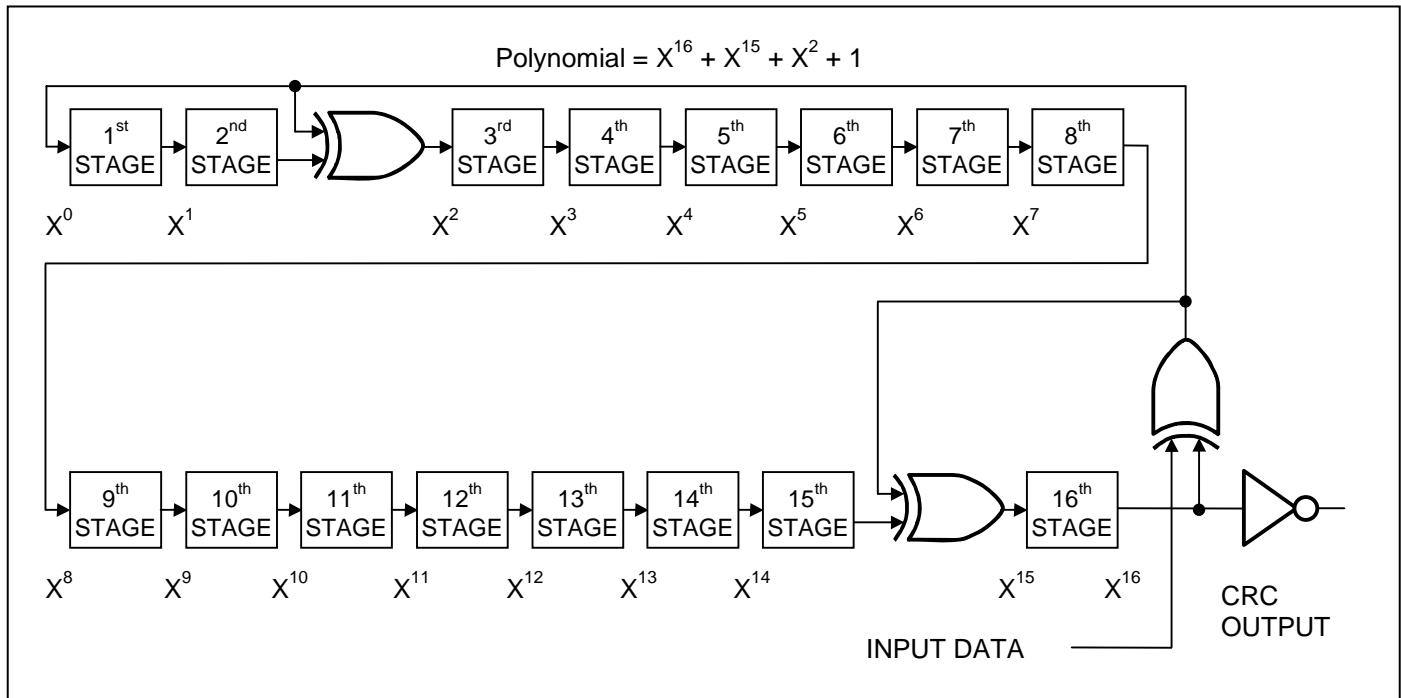 Polynomial = X¹⁶ + X¹⁵ + X² + 1
1ˢᵗ STAGE
2ⁿᵈ STAGE
3ʳᵈ STAGE
4ᵗʰ STAGE
5ᵗʰ STAGE
6ᵗʰ STAGE
7ᵗʰ STAGE
8ᵗʰ STAGE
X⁰ X¹ X² X³ X⁴ X⁵ X⁶ X⁷
9ᵗʰ STAGE
10ᵗʰ STAGE
11ᵗʰ STAGE
12ᵗʰ STAGE
13ᵗʰ STAGE
14ᵗʰ STAGE
15ᵗʰ STAGE
16ᵗʰ STAGE
X⁸ X⁹ X¹⁰ X¹¹ X¹² X¹³ X¹⁴ X¹⁵ X¹⁶
CRC
OUTPUT
INPUT DATA